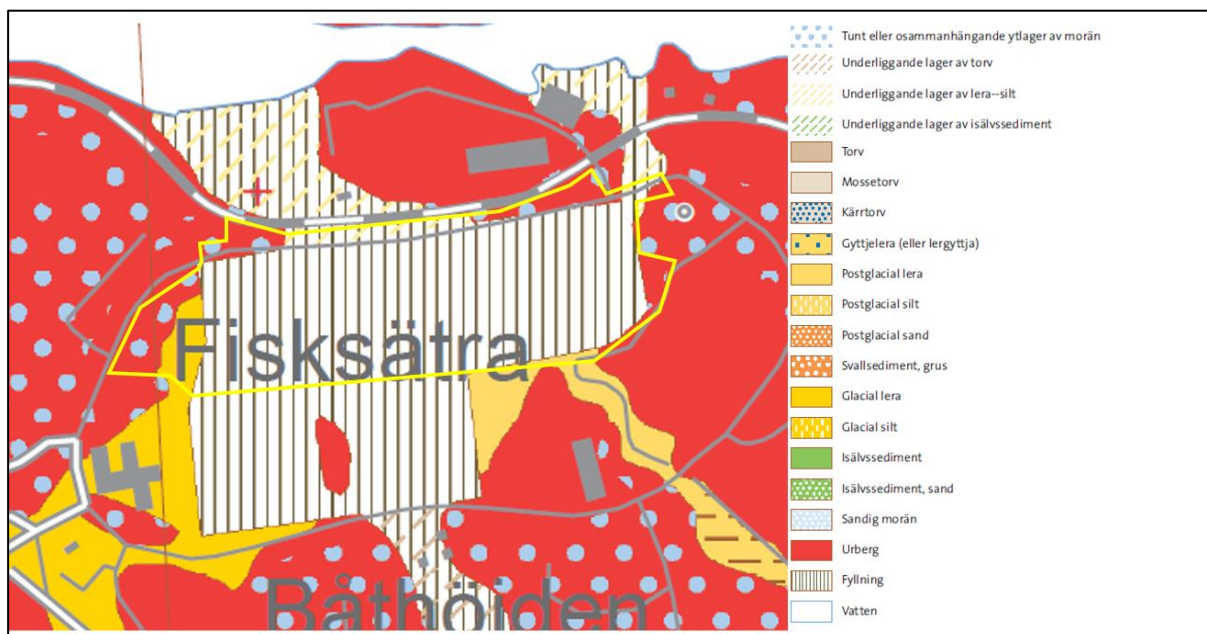 Fisksätra
Båthöjden
Tunt eller osammanhängande ytlager av morän
Underliggande lager av torv
Underliggande lager av lera--silt
Underliggande lager av isälvssediment
Torv
Mossetorv
Kärrtorv
Gyttjelera (eller lergyttja)
Postglacial lera
Postglacial silt
Postglacial sand
Svallsediment, grus
Glacial lera
Glacial silt
Isälvssediment
Isälvssediment, sand
Sandig morän
Urberg
Fyllning
Vatten